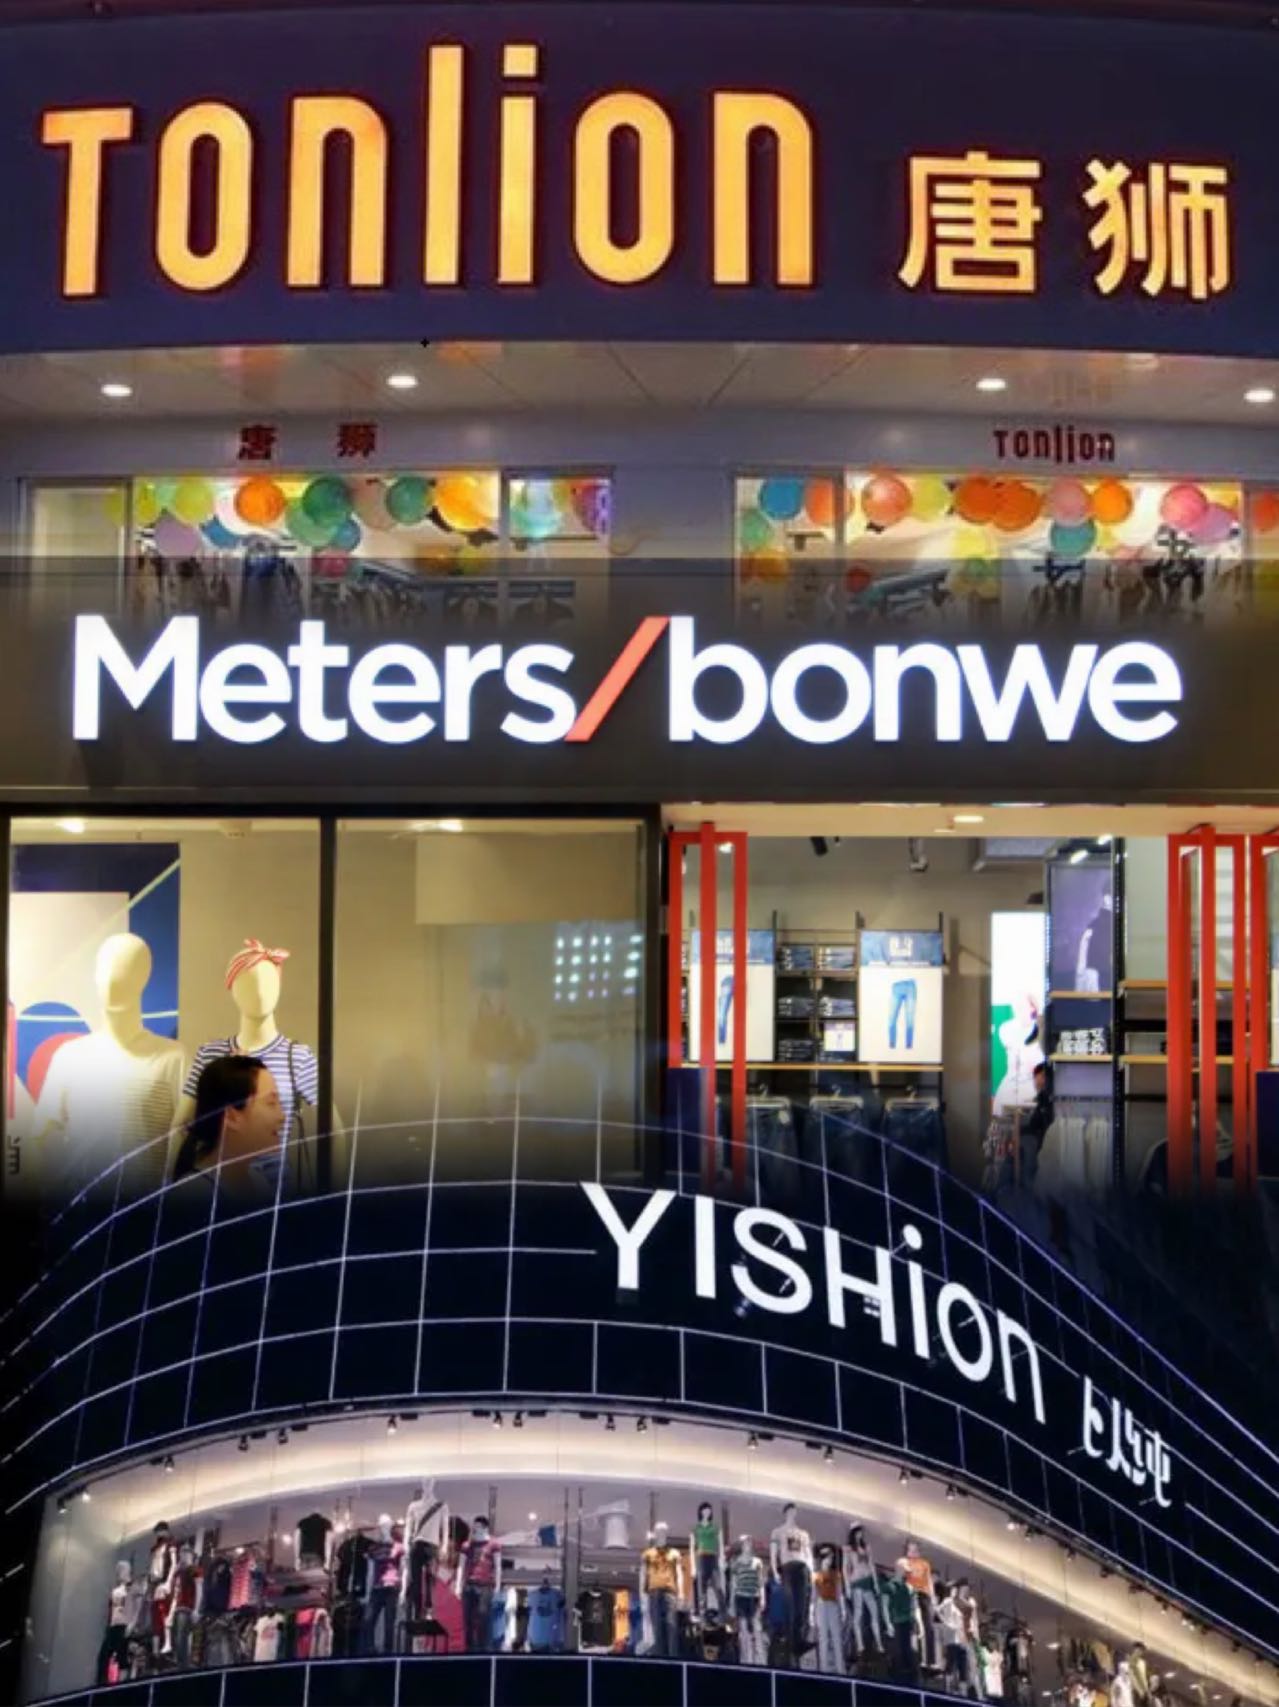 Tonlion 唐狮
唐 狮
Tonlion
Meters/bonwe
YISHion
以纯